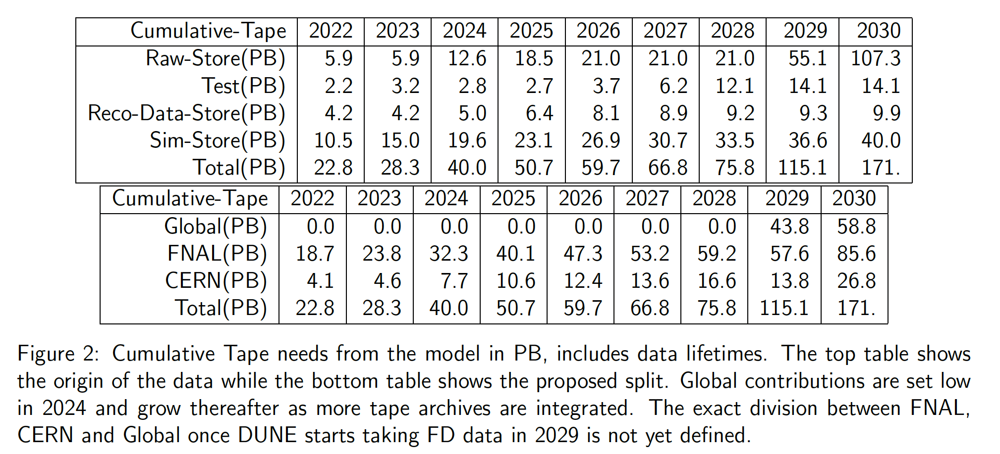 Cumulative-Tape 2022 2023 2024 2025 2026 2027 2028 2029 2030
Raw-Store(PB) 5.9 5.9 12.6 18.5 21.0 21.0 21.0 55.1 107.3
Test(PB) 2.2 3.2 2.8 2.7 3.7 6.2 12.1 14.1 14.1
Reco-Data-Store(PB) 4.2 4.2 5.0 6.4 8.1 8.9 9.2 9.3 9.9
Sim-Store(PB) 10.5 15.0 19.6 23.1 26.9 30.7 33.5 36.6 40.0
Total(PB) 22.8 28.3 40.0 50.7 59.7 66.8 75.8 115.1 171.
Cumulative-Tape 2022 2023 2024 2025 2026 2027 2028 2029 2030
Global(PB) 0.0 0.0 0.0 0.0 0.0 0.0 0.0 43.8 58.8
FNAL(PB) 18.7 23.8 32.3 40.1 47.3 53.2 59.2 57.6 85.6
CERN(PB) 4.1 4.6 7.7 10.6 12.4 13.6 16.6 13.8 26.8
Total(PB) 22.8 28.3 40.0 50.7 59.7 66.8 75.8 115.1 171.
Figure 2: Cumulative Tape needs from the model in PB, includes data lifetimes. The top table shows
the origin of the data while the bottom table shows the proposed split. Global contributions are set low
in 2024 and grow thereafter as more tape archives are integrated. The exact division between FNAL,
CERN and Global once DUNE starts taking FD data in 2029 is not yet defined.